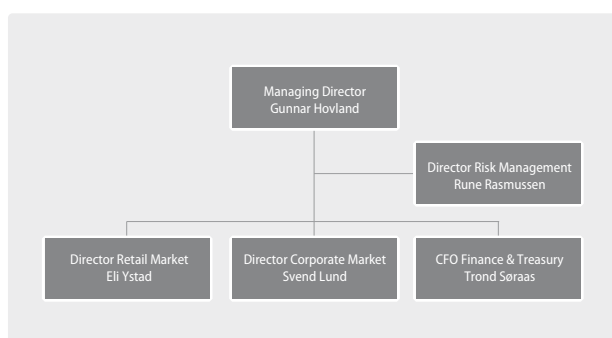 Managing Director
Gunnar Hovland
Director Risk Management
Rune Rasmussen
Director Retail Market
Eli Ystad
Director Corporate Market
Svend Lund
CFO Finance & Treasury
Trond Søraas